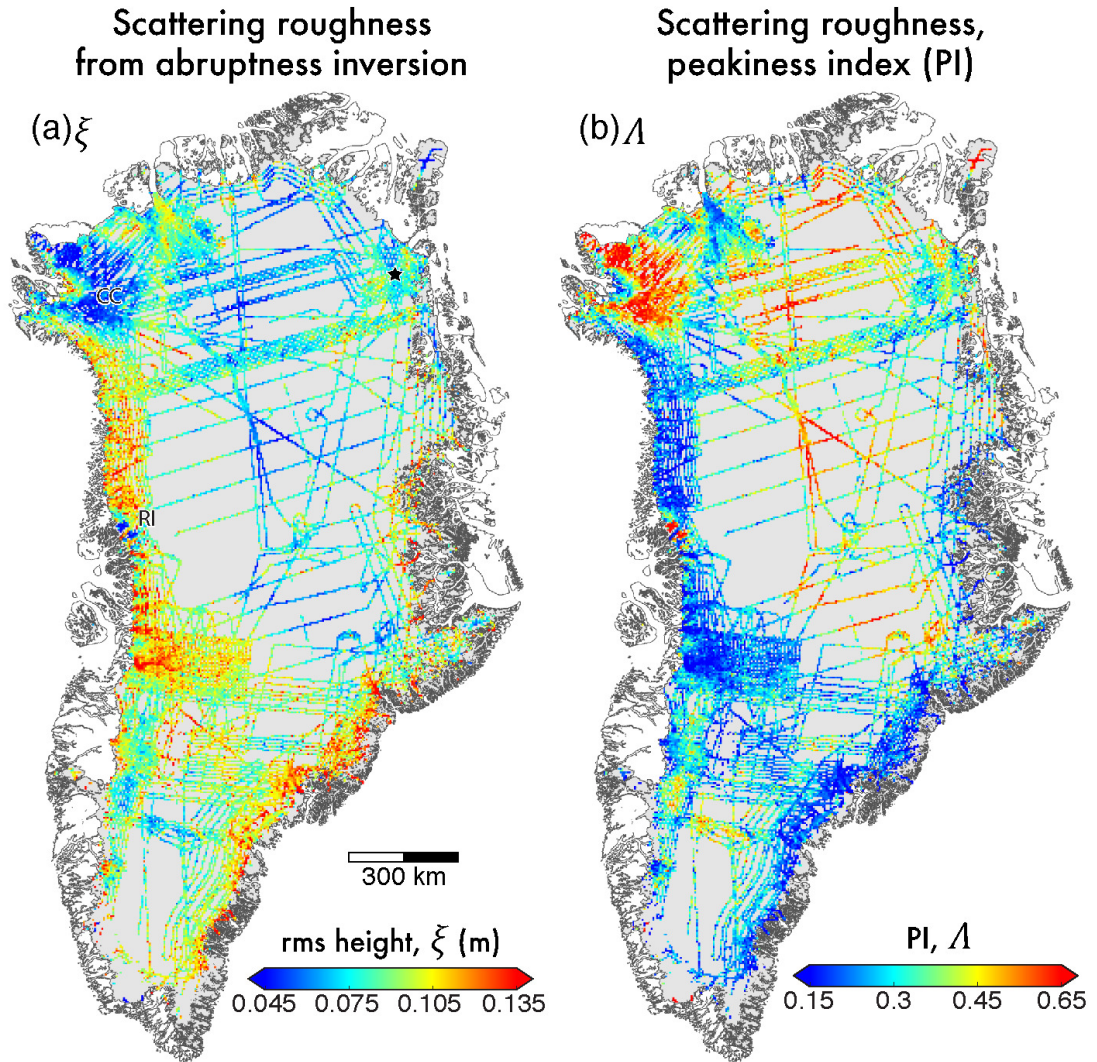 Scattering roughness
from abruptness inversion
Scattering roughness,
peakiness index (PI)
(a) ξ
(b) Λ
CC
RI
300 km
rms height, ξ (m)
0.045 0.075 0.105 0.135
PI, Λ
0.15 0.3 0.45 0.65